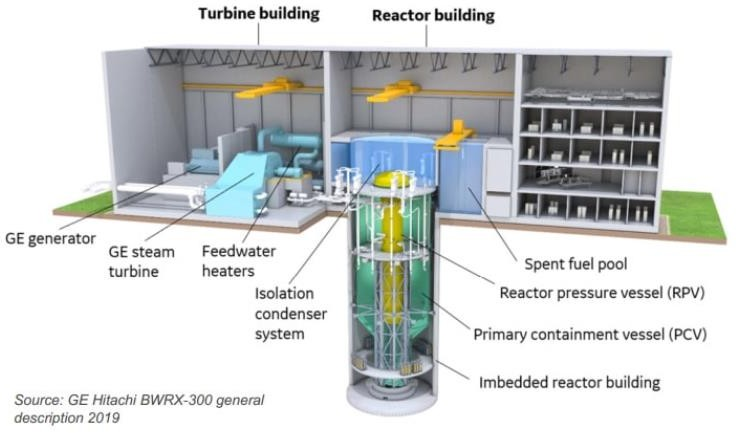 Turbine building
Reactor building
GE generator
GE steam
turbine
Feedwater
heaters
Isolation
condenser
system
Spent fuel pool
Reactor pressure vessel (RPV)
Primary containment vessel (PCV)
Imbedded reactor building
Source: GE Hitachi BWRX-300 general
description 2019